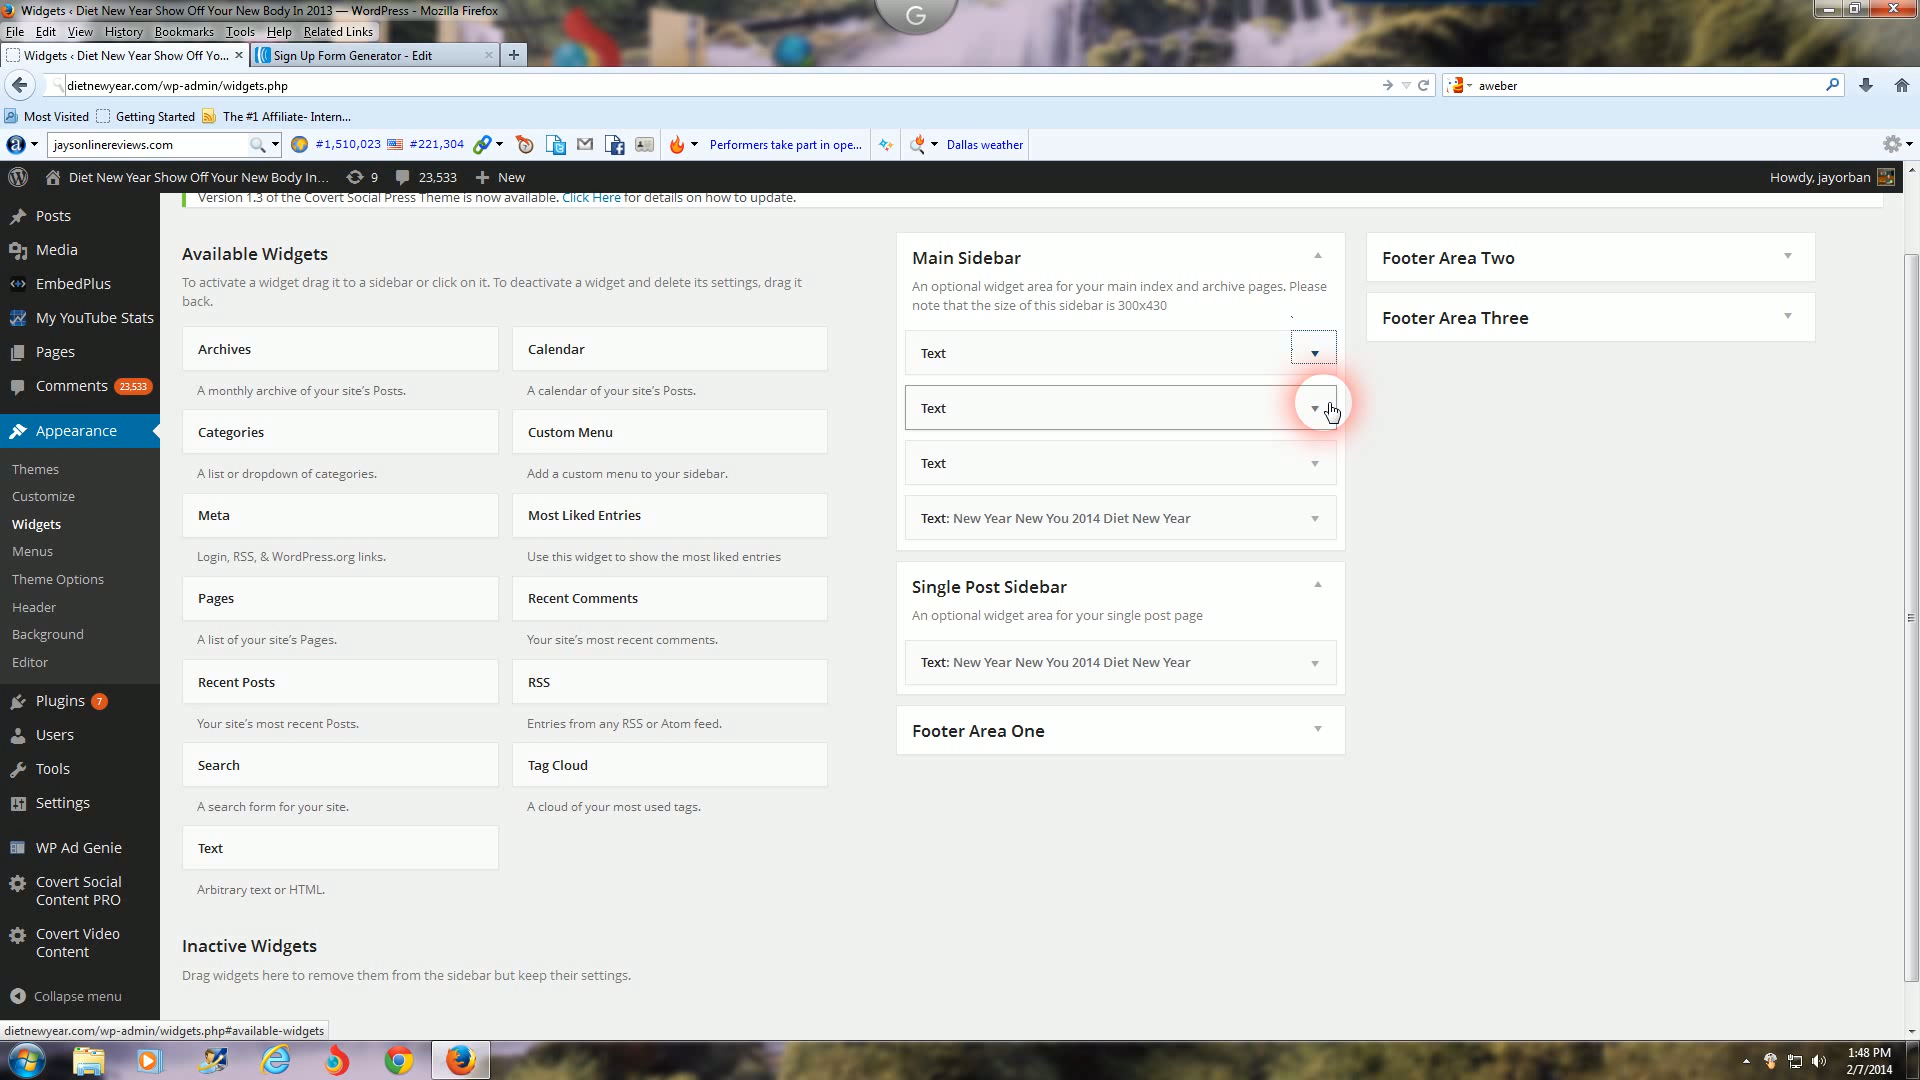 Widgets ‹ Diet New Year Show Off Your New Body In 2013 — WordPress - Mozilla Firefox
G
File Edit View History Bookmarks Tools Help Related Links
Widgets ‹ Diet New Year Show Off Yo... × Sign Up Form Generator - Edit × +
dietnewyear.com/wp-admin/widgets.php aweber
Most Visited Getting Started The #1 Affiliate- Intern...
a jaysonlinereviews.com #1,510,023 #221,304 Performers take part in ope... Dallas weather
Diet New Year Show Off Your New Body In... 9 23,533 + New Howdy, jayorban
Version 1.3 of the Covert Social Press Theme is now available. Click Here for details on how to update.
Posts
Media
EmbedPlus
My YouTube Stats
Pages
Comments 23,533
Appearance
Themes
Customize
Widgets
Menus
Theme Options
Header
Background
Editor
Plugins 7
Users
Tools
Settings
WP Ad Genie
Covert Social
Content PRO
Covert Video
Content
Collapse menu
Available Widgets
To activate a widget drag it to a sidebar or click on it. To deactivate a widget and delete its settings, drag it
back.
Archives
A monthly archive of your site's Posts.
Calendar
A calendar of your site's Posts.
Categories
A list or dropdown of categories.
Custom Menu
Add a custom menu to your sidebar.
Meta
Login, RSS, & WordPress.org links.
Most Liked Entries
Use this widget to show the most liked entries
Pages
A list of your site's Pages.
Recent Comments
Your site's most recent comments.
Recent Posts
Your site's most recent Posts.
RSS
Entries from any RSS or Atom feed.
Search
A search form for your site.
Tag Cloud
A cloud of your most used tags.
Text
Arbitrary text or HTML.
Inactive Widgets
Drag widgets here to remove them from the sidebar but keep their settings.
Main Sidebar
An optional widget area for your main index and archive pages. Please
note that the size of this sidebar is 300x430
Text
Text
Text
Text: New Year New You 2014 Diet New Year
Single Post Sidebar
An optional widget area for your single post page
Text: New Year New You 2014 Diet New Year
Footer Area One
Footer Area Two
Footer Area Three
dietnewyear.com/wp-admin/widgets.php#available-widgets
1:48 PM
2/7/2014